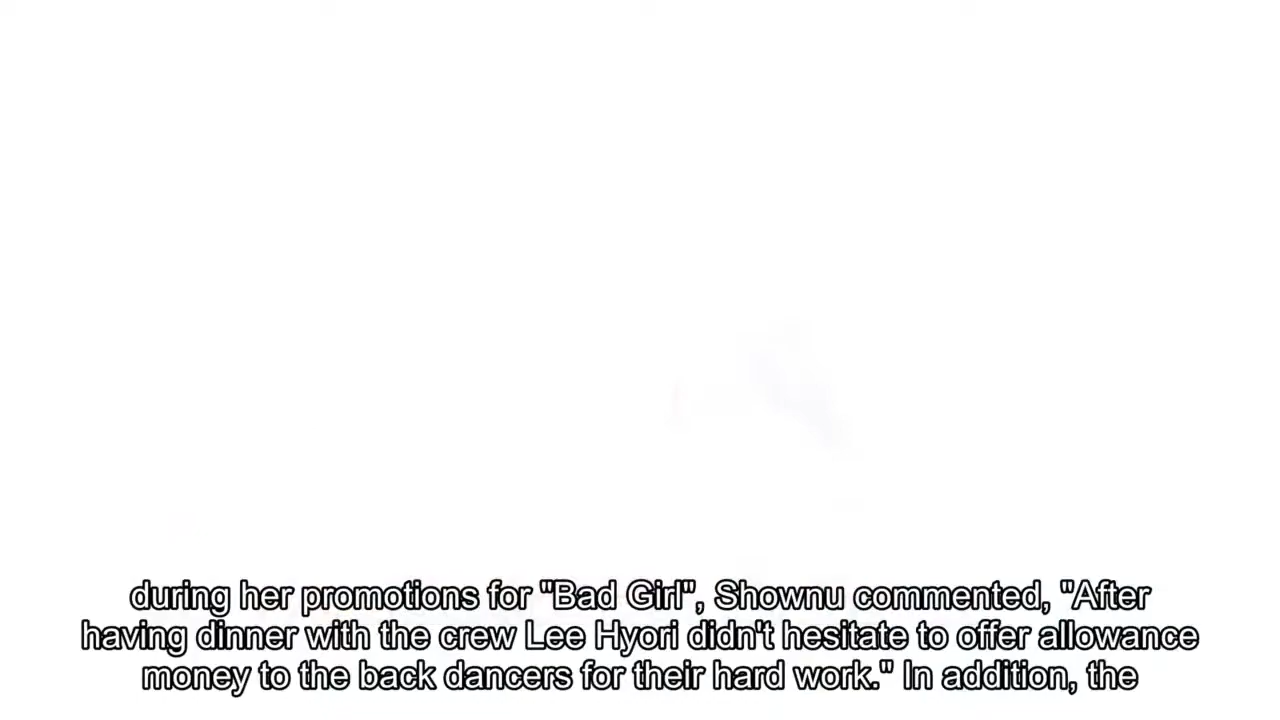 during her promotions for "Bad Girl", Shownu commented, "After
having dinner with the crew Lee Hyori didn't hesitate to offer allowance
money to the back dancers for their hard work." In addition, the